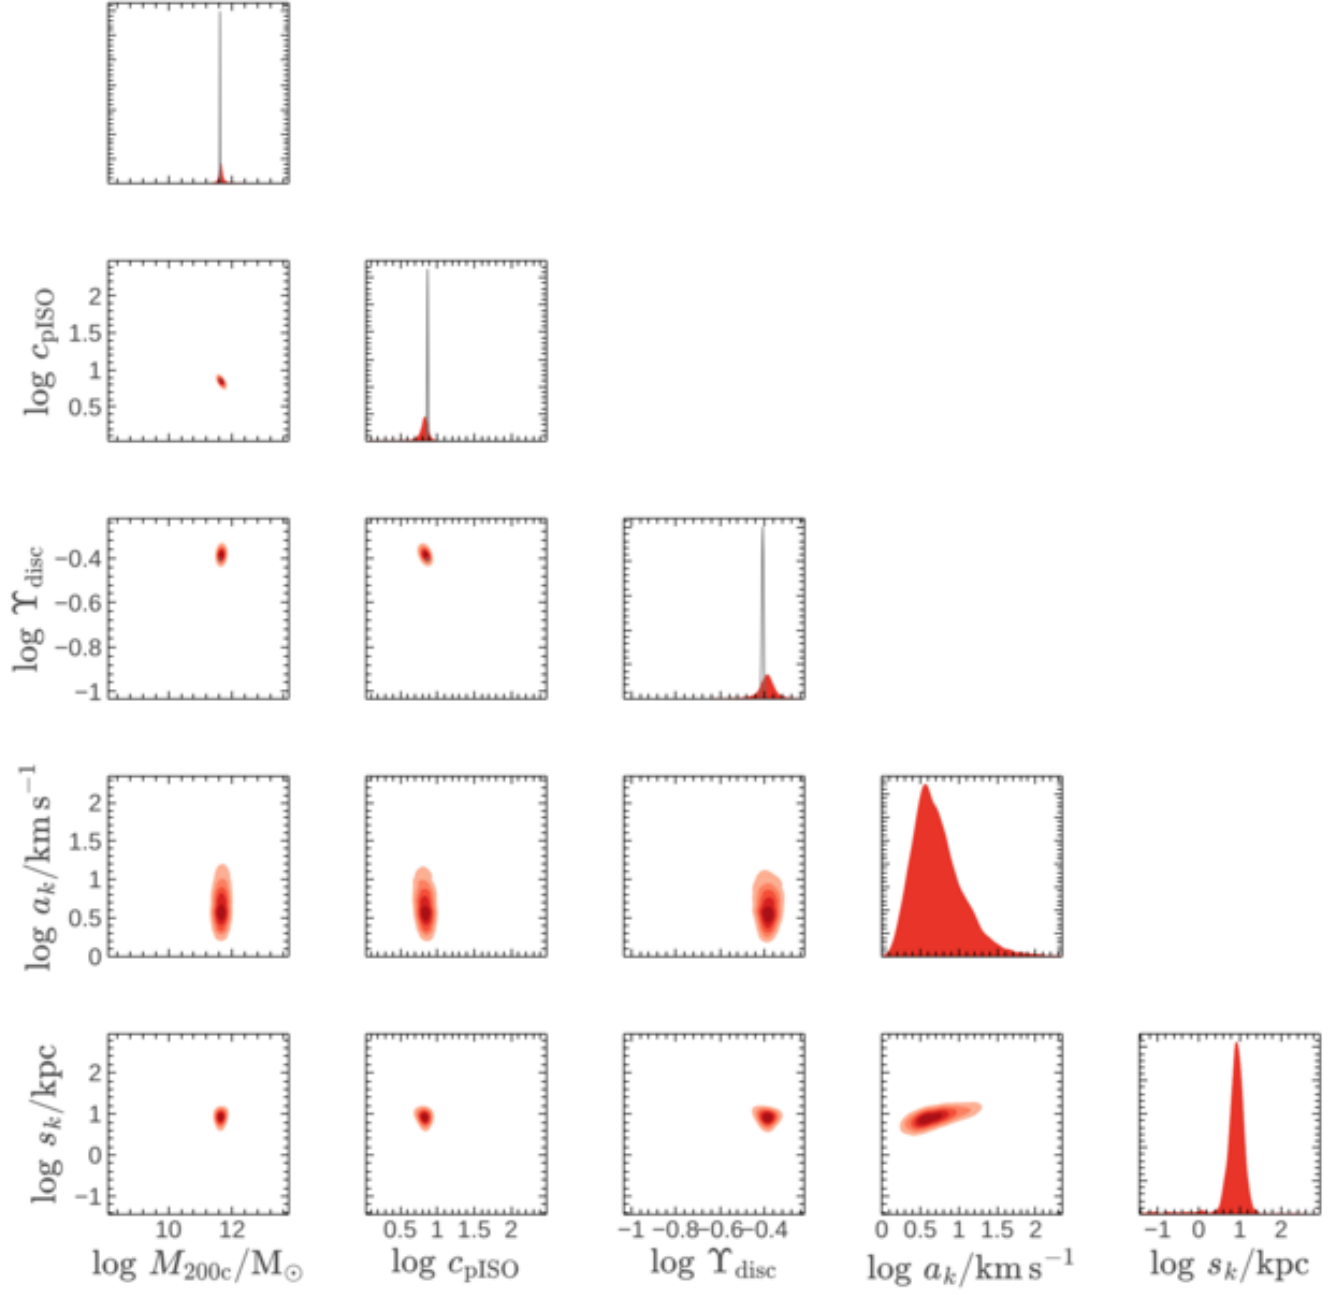 log c_pISO
2
1.5
1
0.5
log ϒ_disc
−0.4
−0.6
−0.8
−1
log a_k/km s⁻¹
2
1.5
1
0.5
0
log s_k/kpc
2
1
0
−1
10 12 0.5 1 1.5 2 −1 −0.8 −0.6 −0.4 0 0.5 1 1.5 2 −1 0 1 2
log M_200c/M_⊙ log c_pISO log ϒ_disc log a_k/km s⁻¹ log s_k/kpc